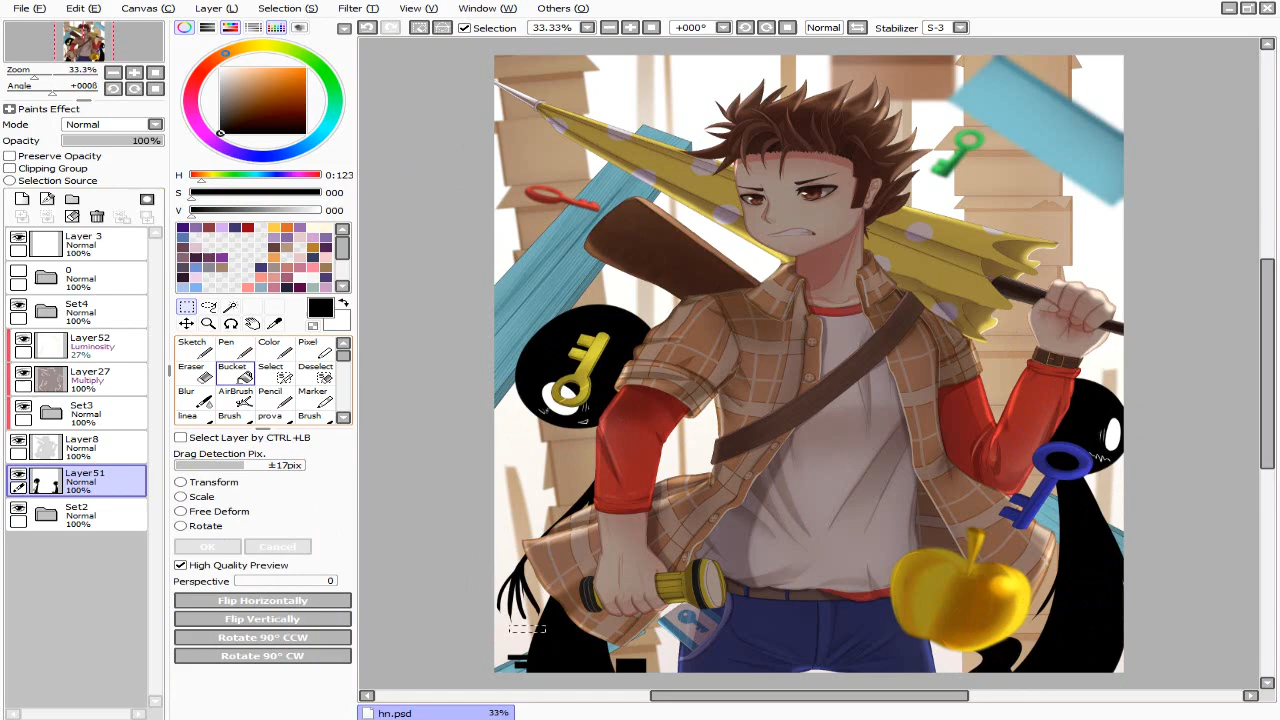 File (F) Edit (E) Canvas (C) Layer (L) Selection (S) Filter (T) View (V) Window (W) Others (O)
Selection 33.33% +000° Normal Stabilizer S-3
Zoom 33.3%
Angle +000ß
Paints Effect
Mode Normal
Opacity 100%
Preserve Opacity
Clipping Group
Selection Source
Layer 3
Normal
100%
0
Normal
100%
Set4
Normal
100%
Layer52
Luminosity
27%
Layer27
Multiply
100%
Set3
Normal
100%
Layer8
Normal
100%
Layer51
Normal
100%
Set2
Normal
100%
H 0:123
S 000
V 000
Sketch Pen Color Pixel
Eraser Bucket Select Deselect
Blur AirBrush Pencil Marker
linea Brush prova Brush
Select Layer by CTRL+LB
Drag Detection Pix.
±17pix
Transform
Scale
Free Deform
Rotate
OK Cancel
High Quality Preview
Perspective 0
Flip Horizontally
Flip Vertically
Rotate 90° CCW
Rotate 90° CW
hn.psd 33%